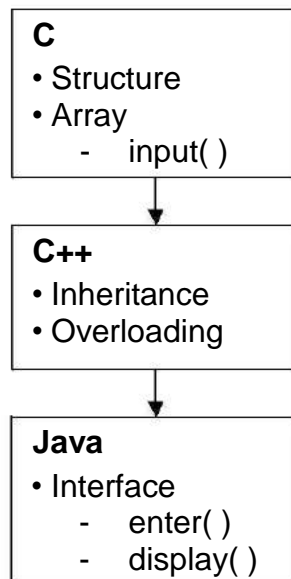 C
• Structure
• Array
- input( )
C++
• Inheritance
• Overloading
Java
• Interface
- enter( )
- display( )